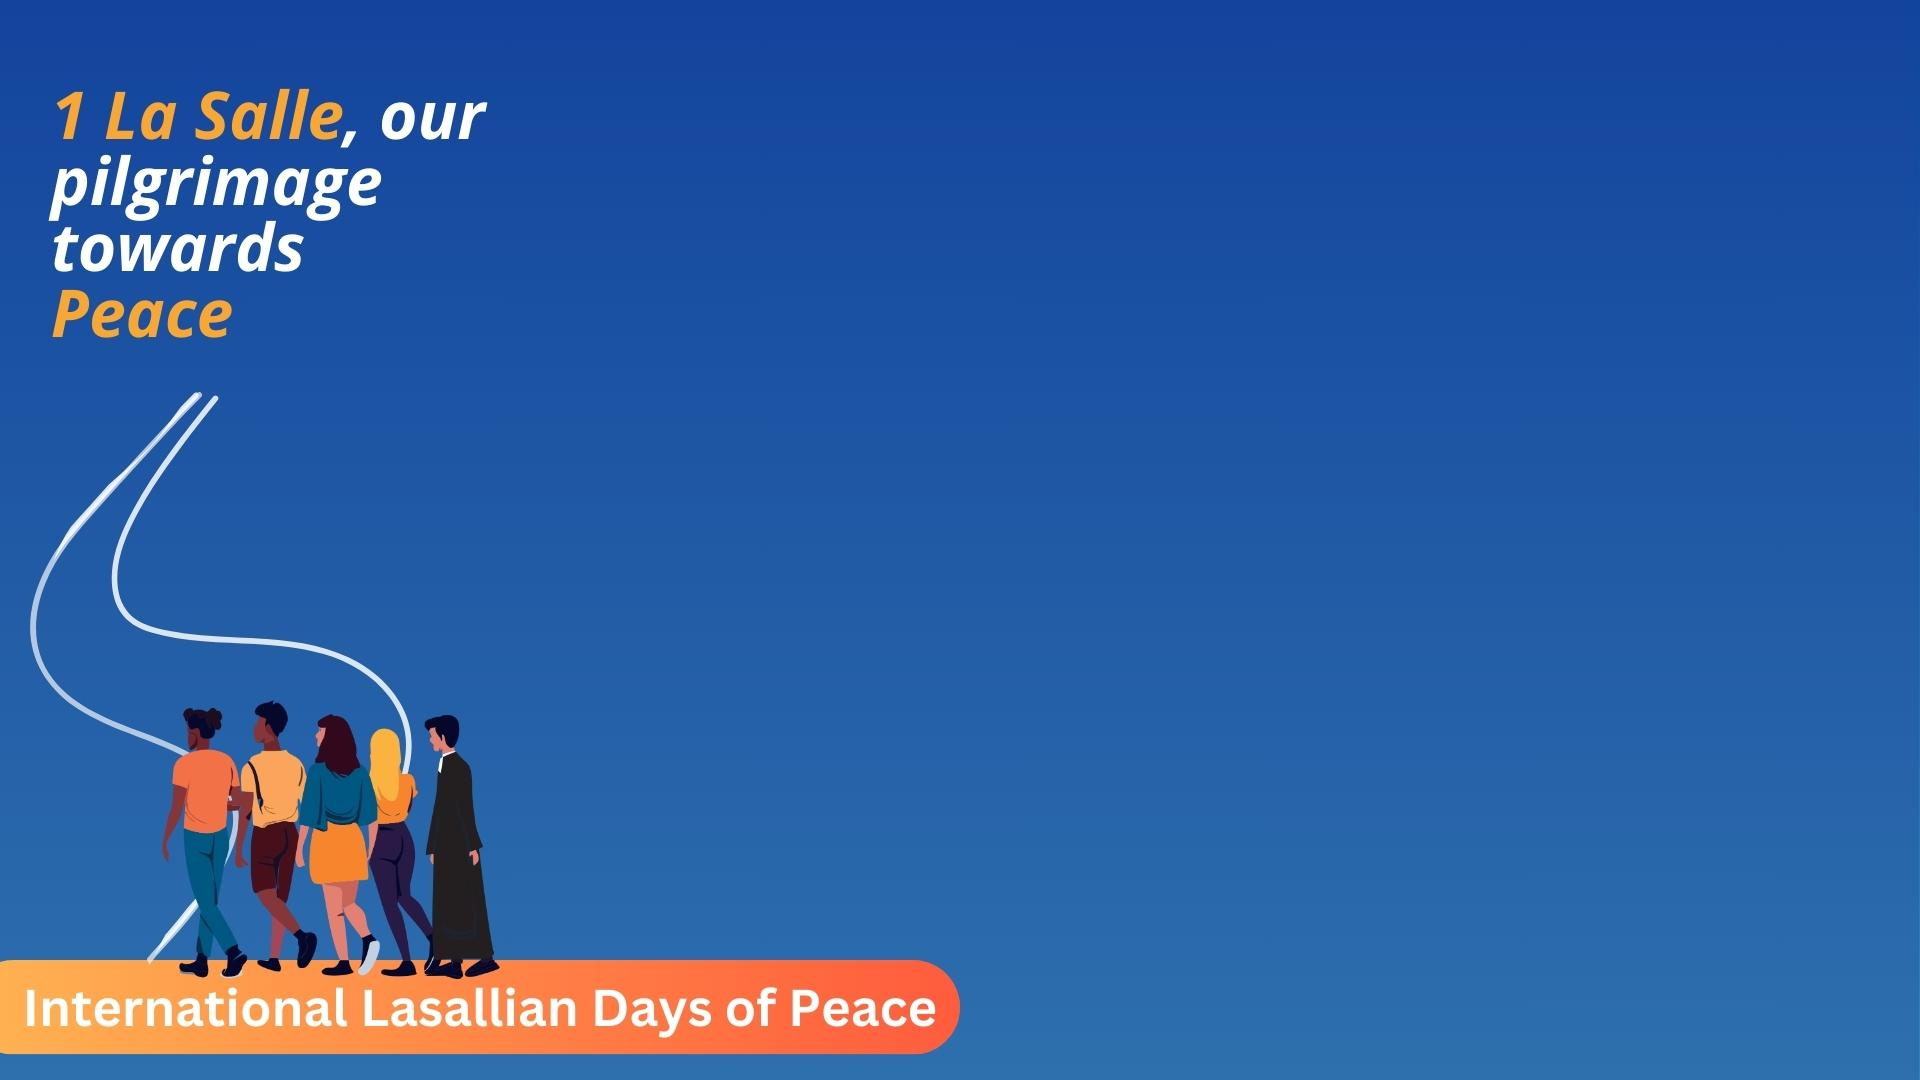 1 La Salle, our
pilgrimage
towards
Peace
International Lasallian Days of Peace